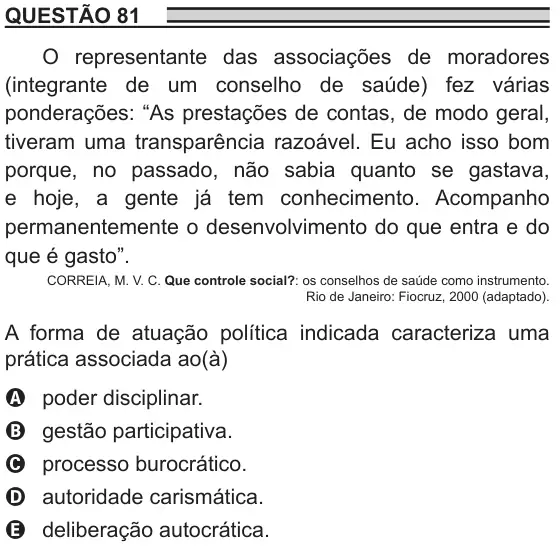 QUESTÃO 81
O representante das associações de moradores
(integrante de um conselho de saúde) fez várias
ponderações: “As prestações de contas, de modo geral,
tiveram uma transparência razoável. Eu acho isso bom
porque, no passado, não sabia quanto se gastava,
e hoje, a gente já tem conhecimento. Acompanho
permanentemente o desenvolvimento do que entra e do
que é gasto”.
CORREIA, M. V. C. Que controle social?: os conselhos de saúde como instrumento.
Rio de Janeiro: Fiocruz, 2000 (adaptado).
A forma de atuação política indicada caracteriza uma
prática associada ao(à)
A poder disciplinar.
B gestão participativa.
C processo burocrático.
D autoridade carismática.
E deliberação autocrática.